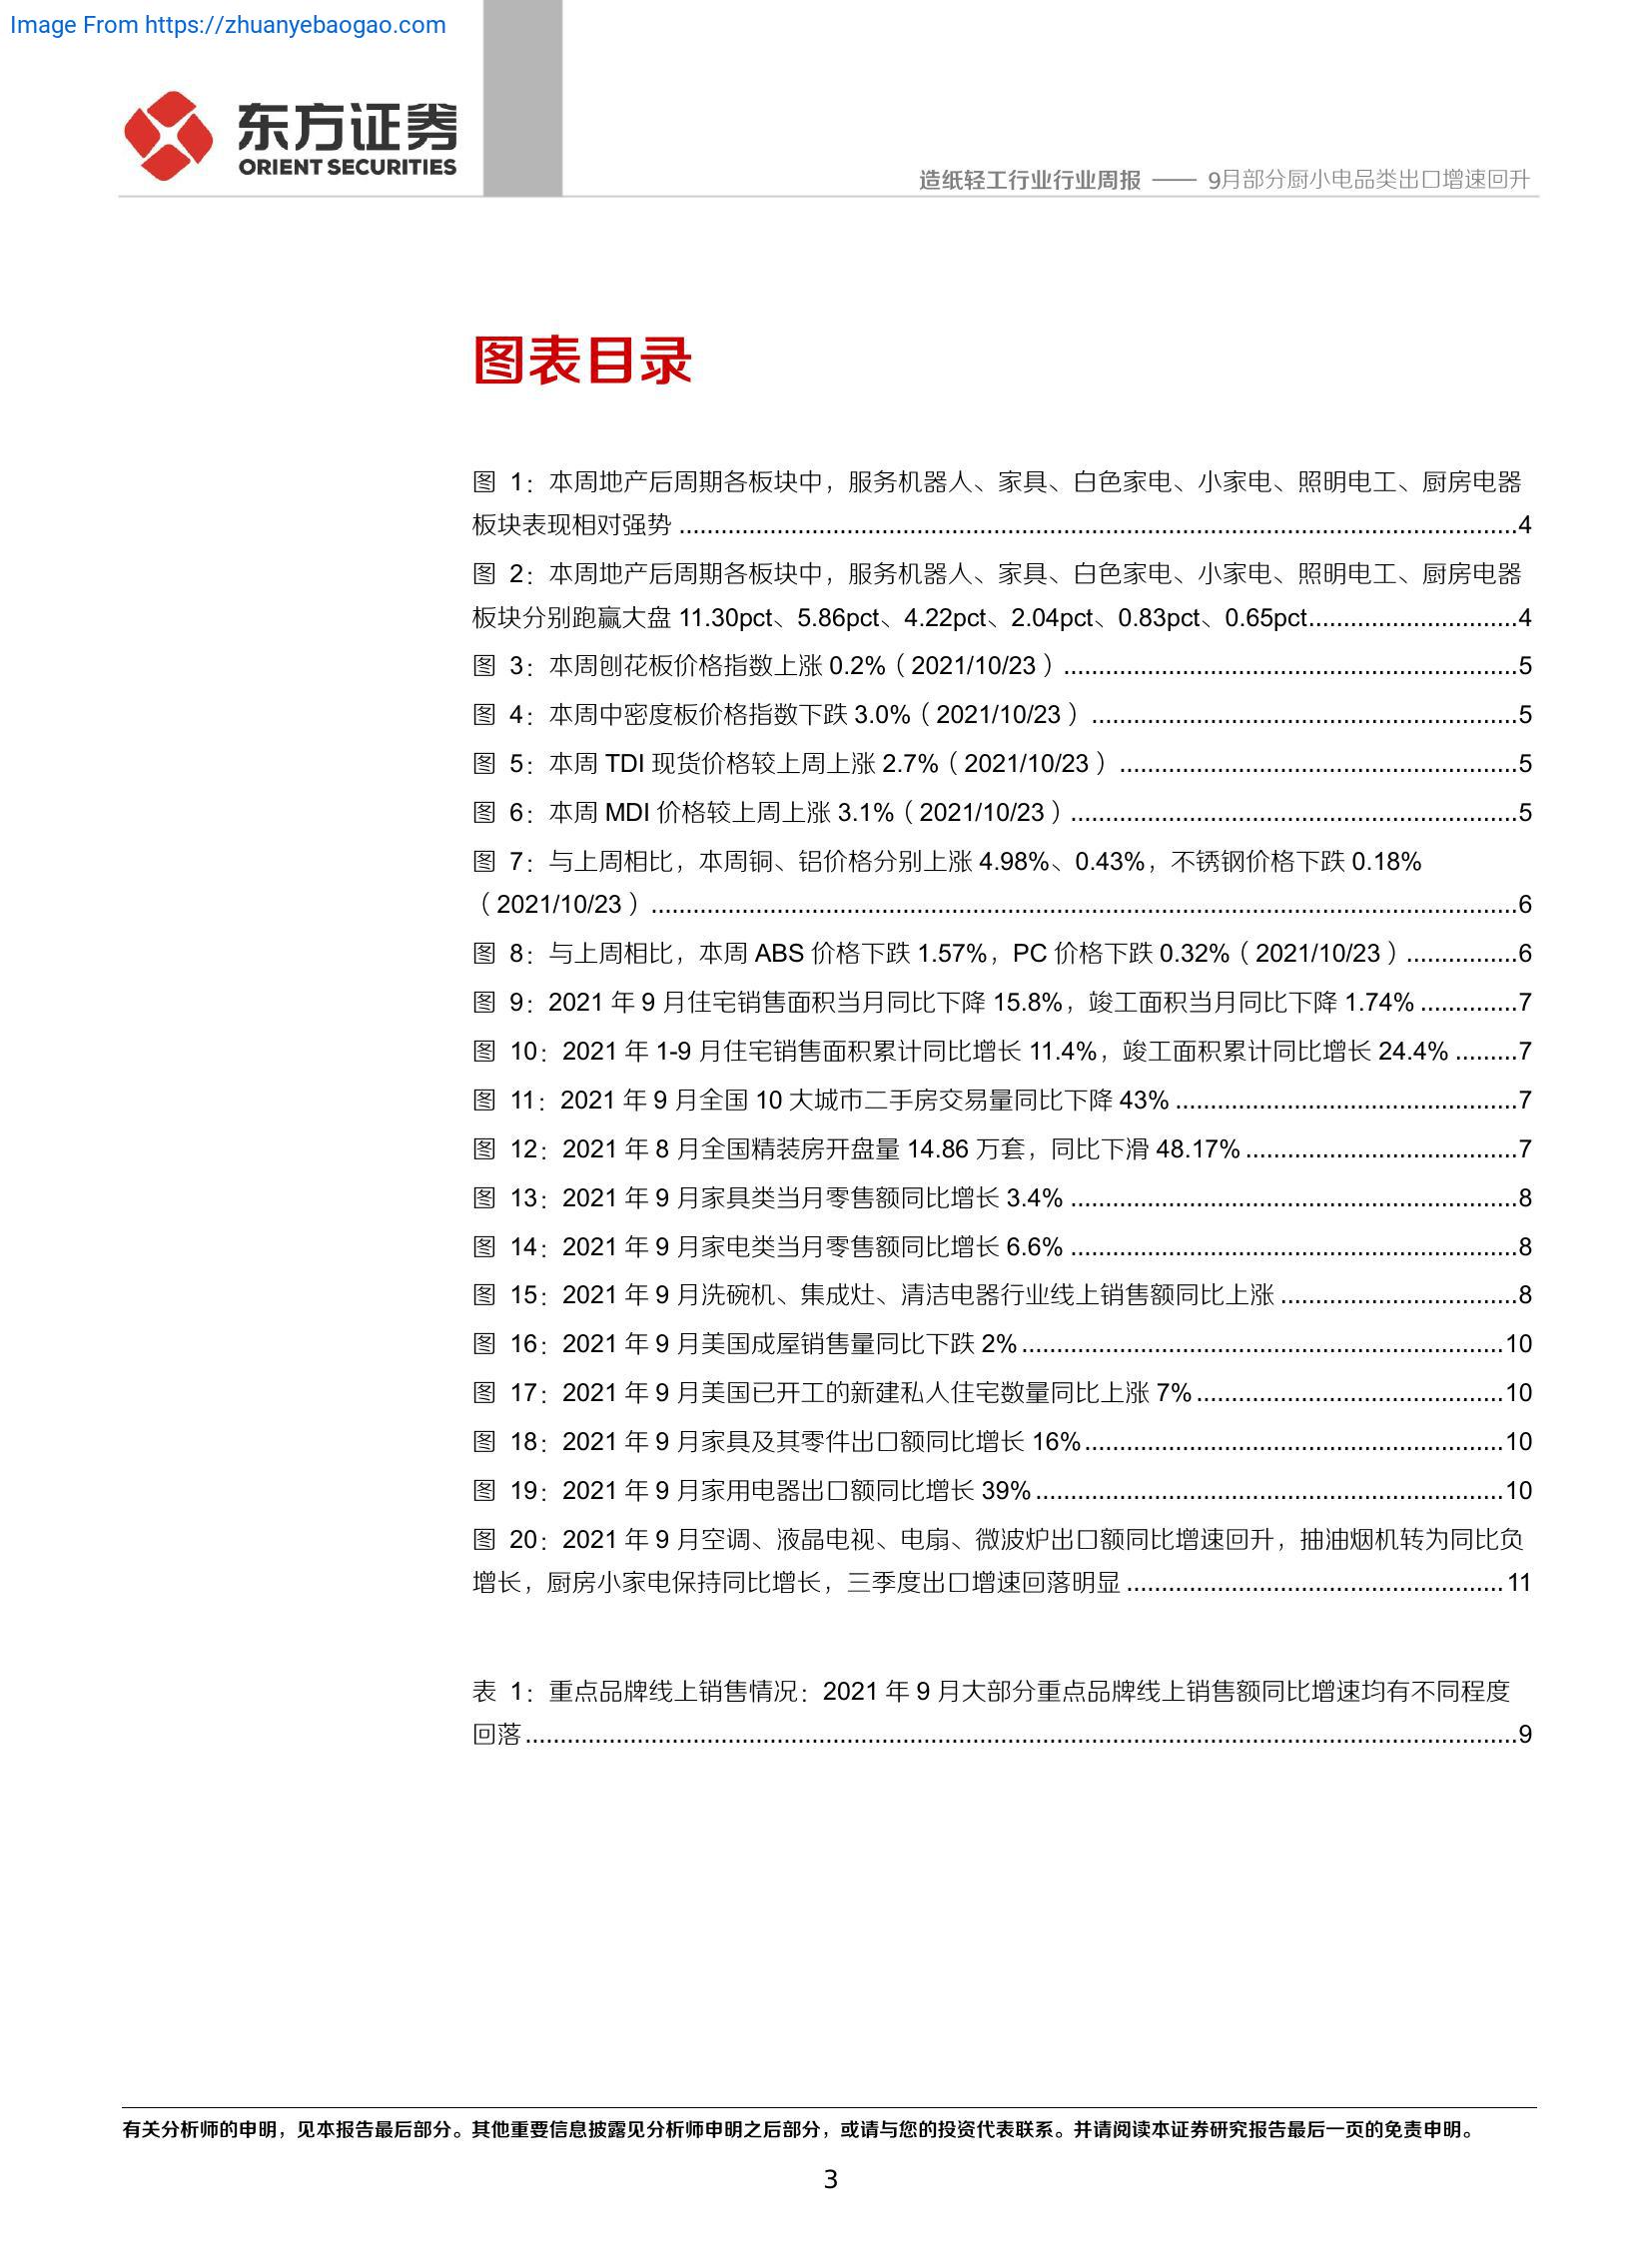 Image From https://zhuanyebaogao.com
东方证券
ORIENT SECURITIES
造纸轻工行业行业周报 —— 9月部分厨小电品类出口增速回升
图表目录
图 1：本周地产后周期各板块中，服务机器人、家具、白色家电、小家电、照明电工、厨房电器
板块表现相对强势 ........................................................................................................................4
图 2：本周地产后周期各板块中，服务机器人、家具、白色家电、小家电、照明电工、厨房电器
板块分别跑赢大盘 11.30pct、5.86pct、4.22pct、2.04pct、0.83pct、0.65pct..............................4
图 3：本周刨花板价格指数上涨 0.2%（2021/10/23）.................................................................5
图 4：本周中密度板价格指数下跌 3.0%（2021/10/23）.............................................................5
图 5：本周 TDI 现货价格较上周上涨 2.7%（2021/10/23）.........................................................5
图 6：本周 MDI 价格较上周上涨 3.1%（2021/10/23）................................................................5
图 7：与上周相比，本周铜、铝价格分别上涨 4.98%、0.43%，不锈钢价格下跌 0.18%
（2021/10/23）............................................................................................................................6
图 8：与上周相比，本周 ABS 价格下跌 1.57%，PC 价格下跌 0.32%（2021/10/23）................6
图 9：2021 年 9 月住宅销售面积当月同比下降 15.8%，竣工面积当月同比下降 1.74% ..............7
图 10：2021 年 1-9 月住宅销售面积累计同比增长 11.4%，竣工面积累计同比增长 24.4% .........7
图 11：2021 年 9 月全国 10 大城市二手房交易量同比下降 43% .................................................7
图 12：2021 年 8 月全国精装房开盘量 14.86 万套，同比下滑 48.17% .......................................7
图 13：2021 年 9 月家具类当月零售额同比增长 3.4% ................................................................8
图 14：2021 年 9 月家电类当月零售额同比增长 6.6% ................................................................8
图 15：2021 年 9 月洗碗机、集成灶、清洁电器行业线上销售额同比上涨 ..................................8
图 16：2021 年 9 月美国成屋销售量同比下跌 2%.....................................................................10
图 17：2021 年 9 月美国已开工的新建私人住宅数量同比上涨 7%............................................10
图 18：2021 年 9 月家具及其零件出口额同比增长 16%............................................................10
图 19：2021 年 9 月家用电器出口额同比增长 39%...................................................................10
图 20：2021 年 9 月空调、液晶电视、电扇、微波炉出口额同比增速回升，抽油烟机转为同比负
增长，厨房小家电保持同比增长，三季度出口增速回落明显 ......................................................11
表 1：重点品牌线上销售情况：2021 年 9 月大部分重点品牌线上销售额同比增速均有不同程度
回落..............................................................................................................................................9
有关分析师的申明，见本报告最后部分。其他重要信息披露见分析师申明之后部分，或请与您的投资代表联系。并请阅读本证券研究报告最后一页的免责申明。
3